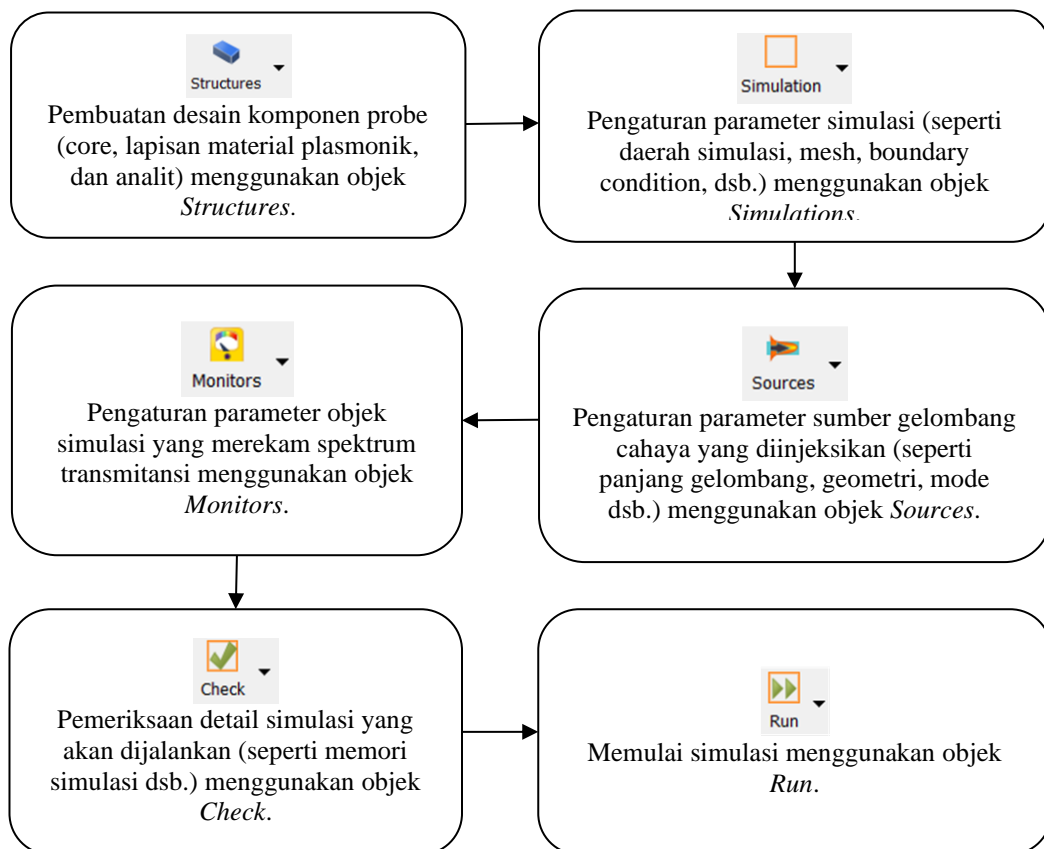 Structures
Pembuatan desain komponen probe
(core, lapisan material plasmonik,
dan analit) menggunakan objek
Structures.
Simulation
Pengaturan parameter simulasi (seperti
daerah simulasi, mesh, boundary
condition, dsb.) menggunakan objek
Simulations.
Sources
Pengaturan parameter sumber gelombang
cahaya yang diinjeksikan (seperti
panjang gelombang, geometri, mode
dsb.) menggunakan objek Sources.
Monitors
Pengaturan parameter objek
simulasi yang merekam spektrum
transmitansi menggunakan objek
Monitors.
Check
Pemeriksaan detail simulasi yang
akan dijalankan (seperti memori
simulasi dsb.) menggunakan objek
Check.
Run
Memulai simulasi menggunakan objek
Run.